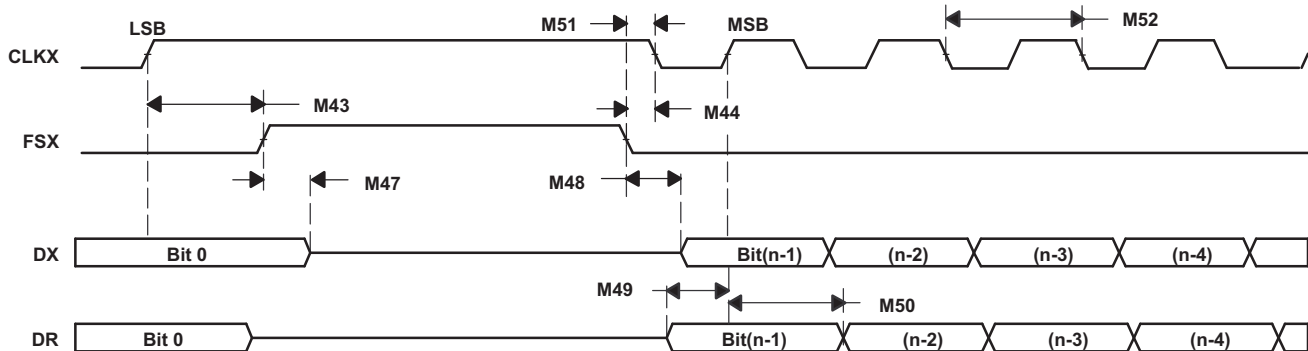 LSB M51 MSB M52
CLKX
M43 M44
FSX
M47 M48
DX Bit 0 Bit(n-1) (n-2) (n-3) (n-4)
M49 M50
DR Bit 0 Bit(n-1) (n-2) (n-3) (n-4)